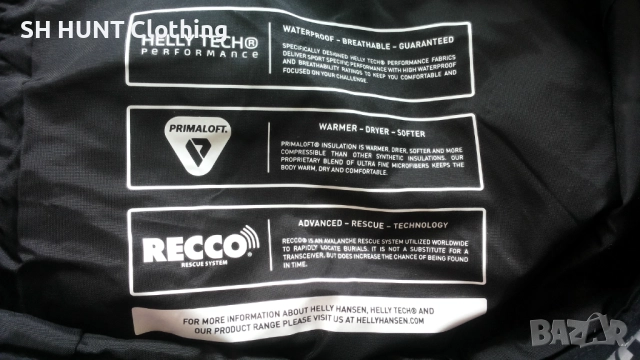 SH HUNT Clothing
HELLY TECH®
PERFORMANCE
WATERPROOF - BREATHABLE - GUARANTEED
SPECIFICALLY DESIGNED HELLY TECH® PERFORMANCE FABRICS
DELIVER SPORT SPECIFIC PERFORMANCE WITH HIGH WATERPROOF
AND BREATHABILITY RATINGS TO KEEP YOU COMFORTABLE AND
FOCUSED ON YOUR CHALLENGE.
PRIMALOFT.
WARMER - DRYER - SOFTER
PRIMALOFT® INSULATION IS WARMER, DRIER, SOFTER AND MORE
COMPRESSIBLE THAN OTHER SYNTHETIC INSULATIONS. OUR
PROPRIETARY BLEND OF ULTRA FINE MICROFIBERS KEEPS THE
BODY WARM, DRY AND COMFORTABLE.
RECCO®
RESCUE SYSTEM
ADVANCED - RESCUE - TECHNOLOGY
RECCO® IS AN AVALANCHE RESCUE SYSTEM UTILIZED WORLDWIDE
TO RAPIDLY LOCATE BURIALS. IT IS NOT A SUBSTITUTE FOR A
TRANSCEIVER, BUT DOES INCREASE THE CHANCE OF BEING FOUND
IN TIME.
FOR MORE INFORMATION ABOUT HELLY HANSEN, HELLY TECH® AND
OUR PRODUCT RANGE PLEASE VISIT US AT HELLYHANSEN.COM
BAZAR